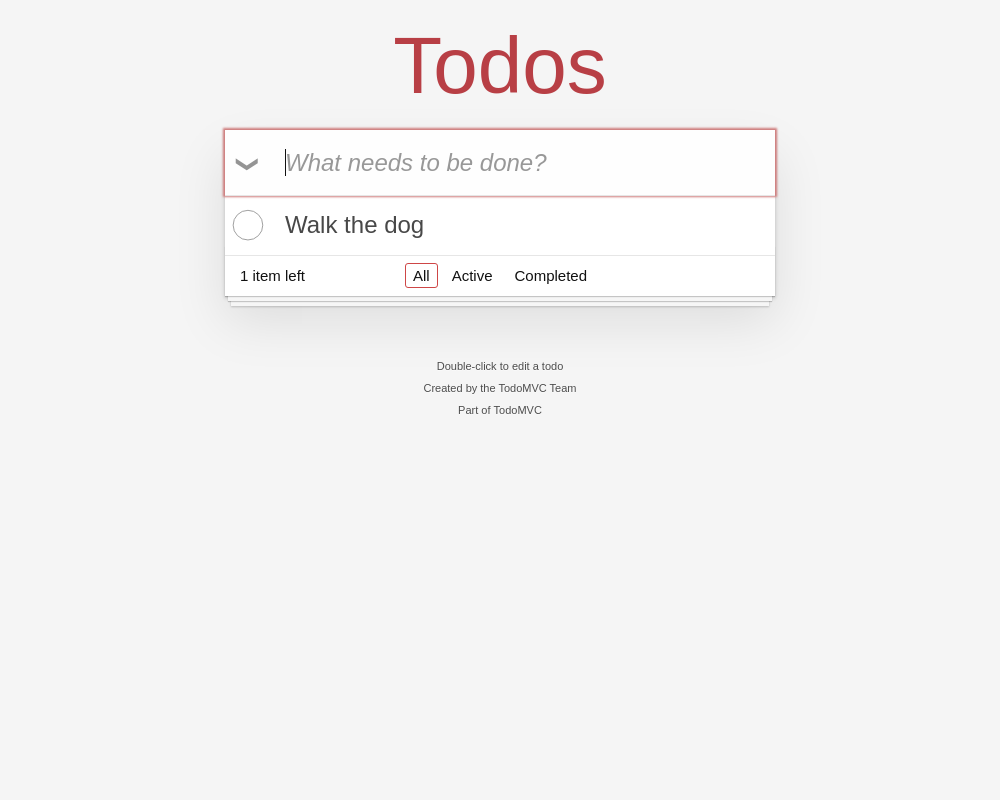 Todos
What needs to be done?
Walk the dog
1 item left All Active Completed
Double-click to edit a todo
Created by the TodoMVC Team
Part of TodoMVC